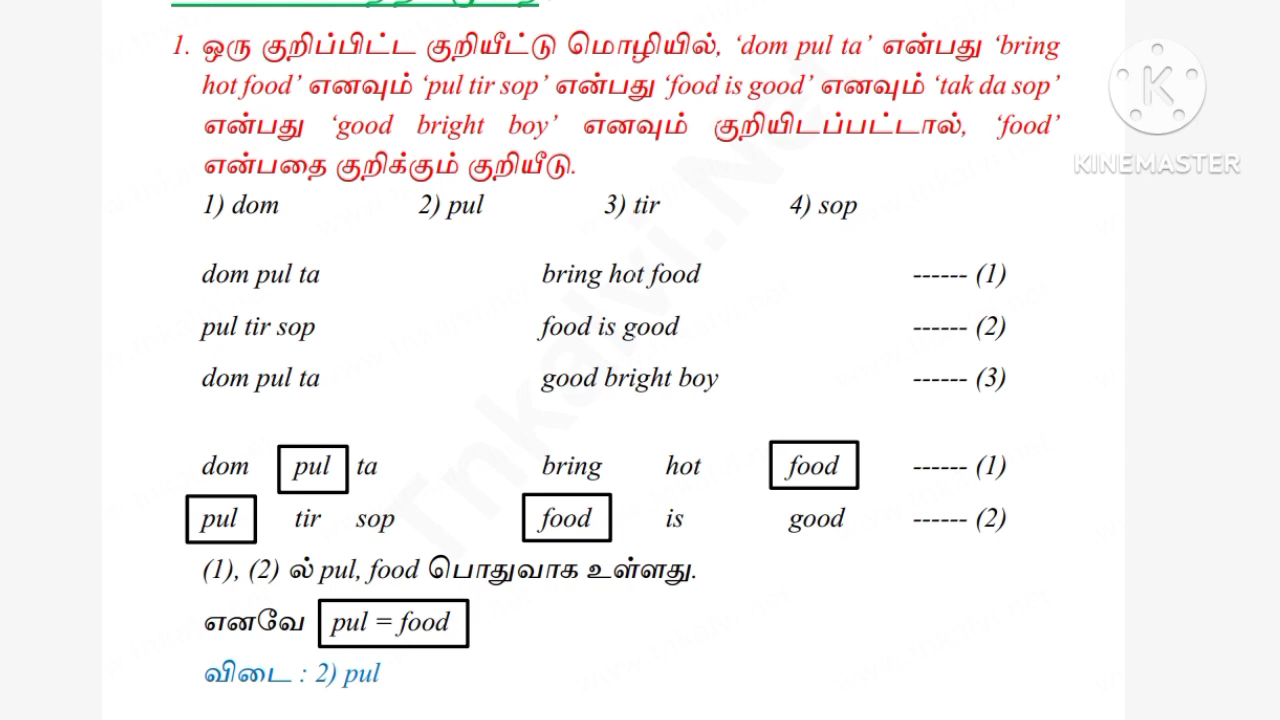 1. ஒரு குறிப்பிட்ட குறியீட்டு மொழியில், ‘dom pul ta’ என்பது ‘bring
hot food’ எனவும் ‘pul tir sop’ என்பது ‘food is good’ எனவும் ‘tak da sop’
என்பது ‘good bright boy’ எனவும் குறியிடப்பட்டால், ‘food’
என்பதை குறிக்கும் குறியீடு.
1) dom 2) pul 3) tir 4) sop
dom pul ta bring hot food ------ (1)
pul tir sop food is good ------ (2)
dom pul ta good bright boy ------ (3)
dom pul ta bring hot food ------ (1)
pul tir sop food is good ------ (2)
(1), (2) ல் pul, food பொதுவாக உள்ளது.
எனவே pul = food
விடை : 2) pul
K
KINEMASTER
Tnkalvi.Net